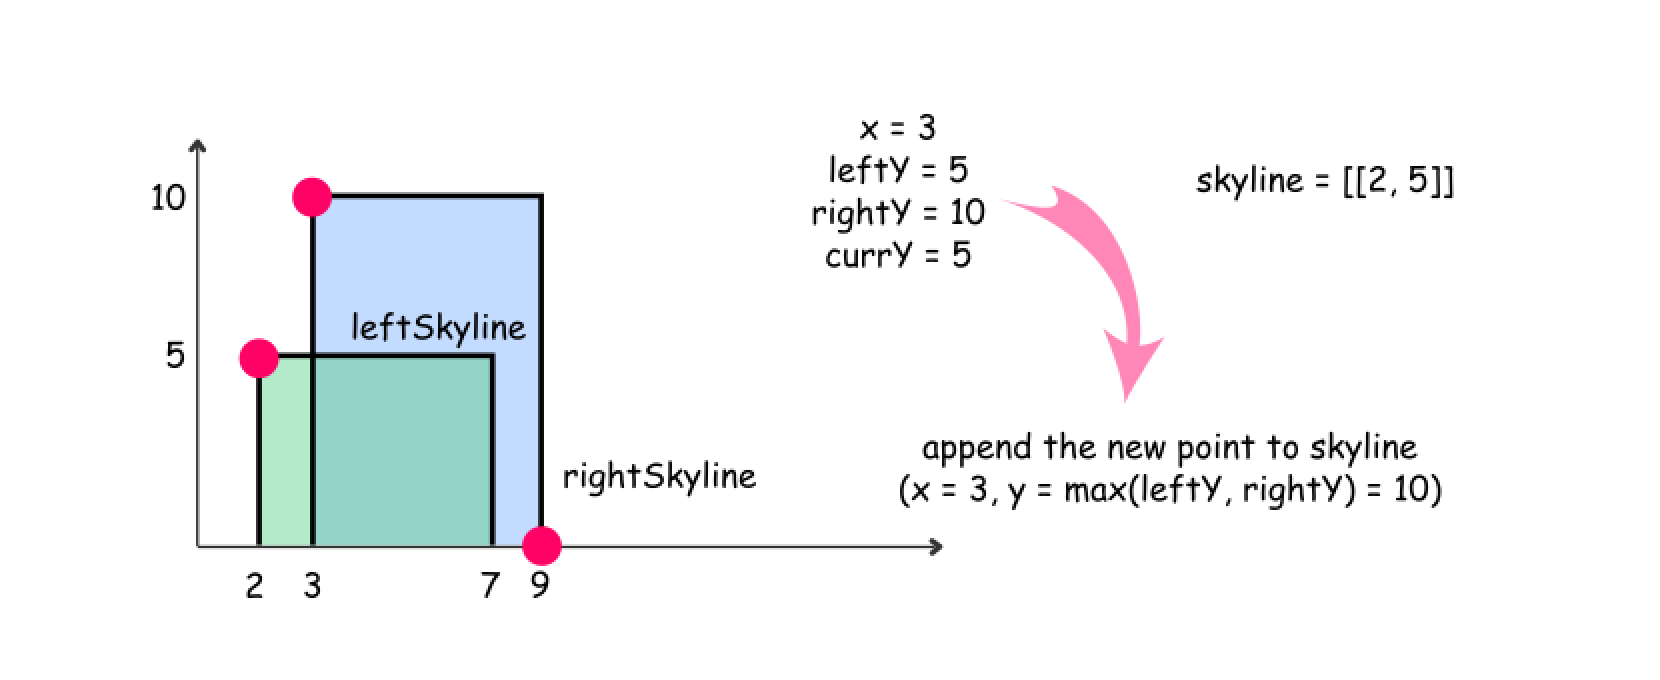 x = 3
leftY = 5
rightY = 10
currY = 5
skyline = [[2, 5]]
10
5
leftSkyline
rightSkyline
append the new point to skyline
(x = 3, y = max(leftY, rightY) = 10)
2 3 7 9